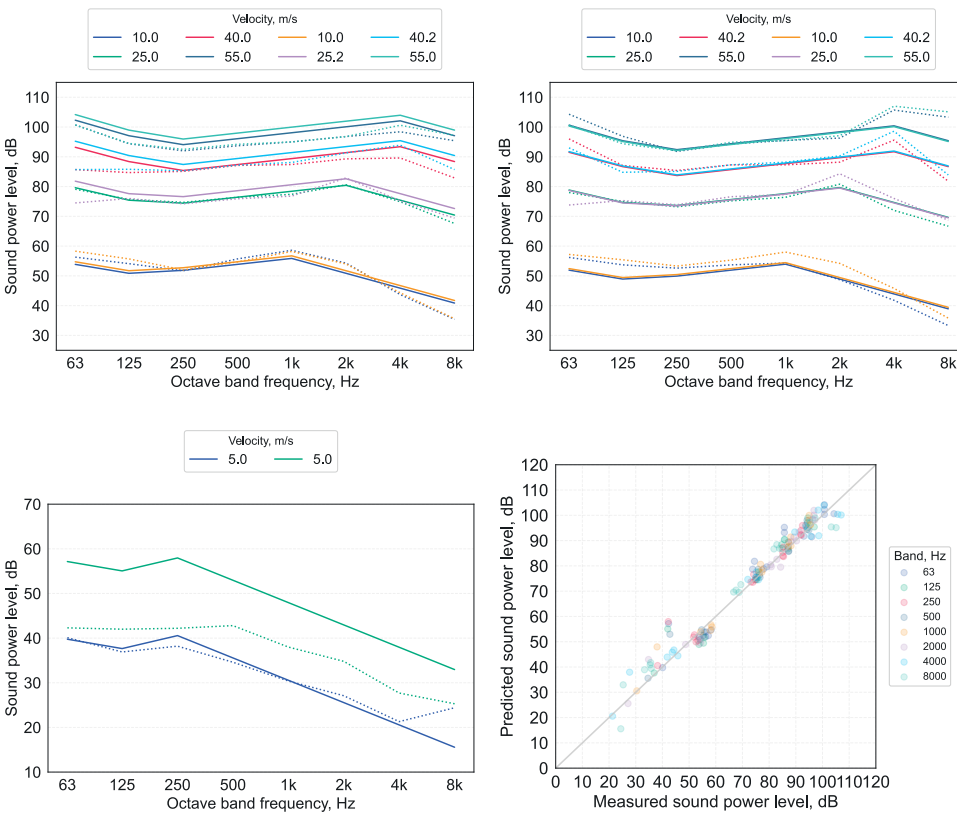 Velocity, m/s
10.0 40.0 10.0 40.2
25.0 55.0 25.2 55.0
Sound power level, dB
110
100
90
80
70
60
50
40
30
63 125 250 500 1k 2k 4k 8k
Octave band frequency, Hz
Velocity, m/s
10.0 40.2 10.0 40.2
25.0 55.0 25.0 55.0
Sound power level, dB
110
100
90
80
70
60
50
40
30
63 125 250 500 1k 2k 4k 8k
Octave band frequency, Hz
Velocity, m/s
5.0 5.0
Sound power level, dB
70
60
50
40
30
20
10
63 125 250 500 1k 2k 4k 8k
Octave band frequency, Hz
Predicted sound power level, dB
120
110
100
90
80
70
60
50
40
30
20
10
0
0 10 20 30 40 50 60 70 80 90 100 110 120
Measured sound power level, dB
Band, Hz
63
125
250
500
1000
2000
4000
8000